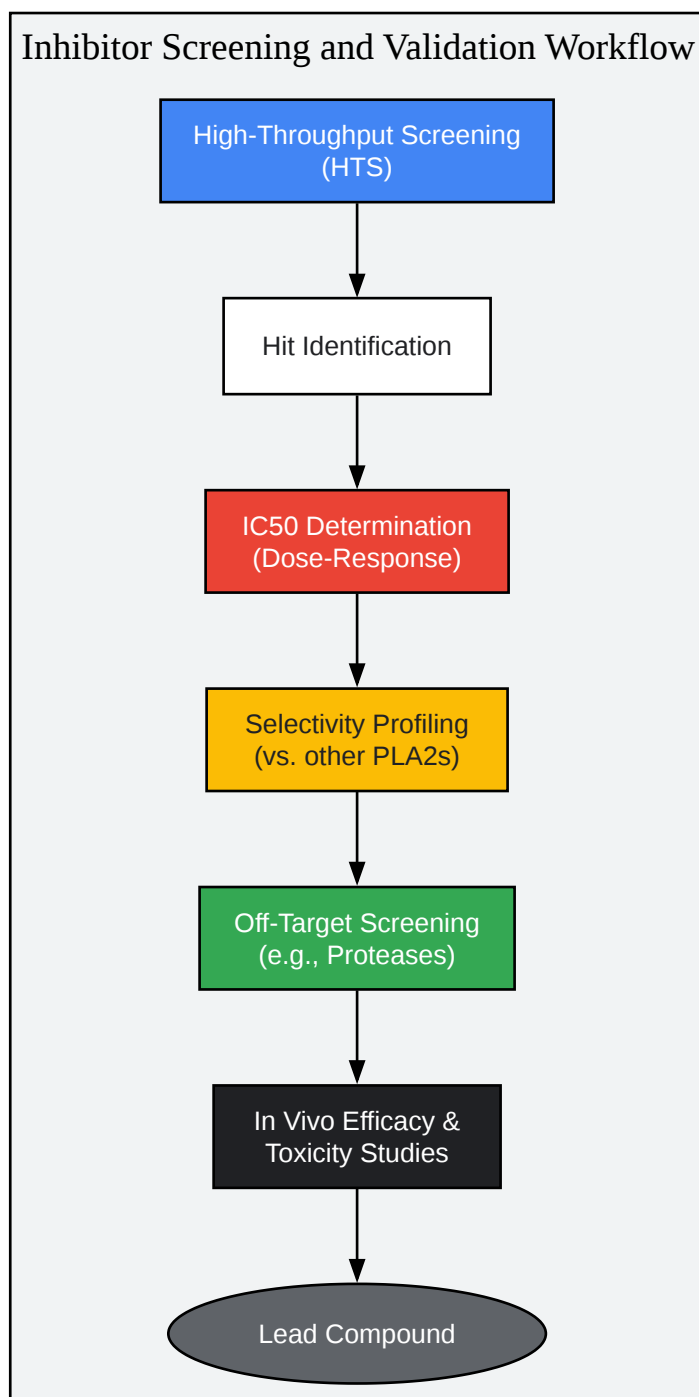 Inhibitor Screening and Validation Workflow
High-Throughput Screening
(HTS)
Hit Identification
IC50 Determination
(Dose-Response)
Selectivity Profiling
(vs. other PLA2s)
Off-Target Screening
(e.g., Proteases)
In Vivo Efficacy &
Toxicity Studies
Lead Compound